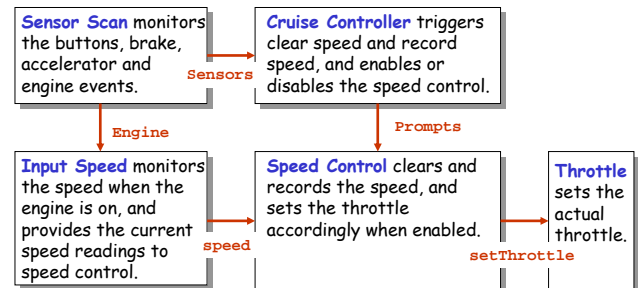 Sensor Scan monitors
the buttons, brake,
accelerator and
engine events.
Sensors
Cruise Controller triggers
clear speed and record
speed, and enables or
disables the speed control.
Engine
Prompts
Input Speed monitors
the speed when the
engine is on, and
provides the current
speed readings to
speed control.
speed
Speed Control clears and
records the speed, and
sets the throttle
accordingly when enabled.
setThrottle
Throttle
sets the
actual
throttle.